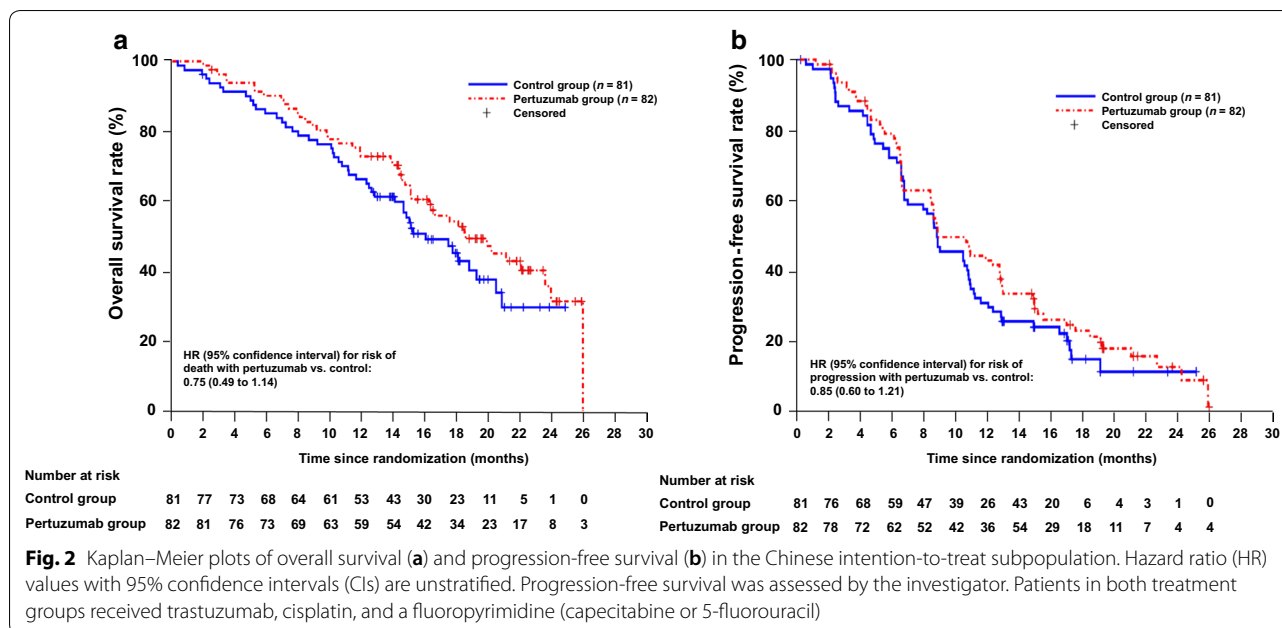 a
Overall survival rate (%)
100
80
60
40
20
0
Control group (n = 81)
Pertuzumab group (n = 82)
Censored
HR (95% confidence interval) for risk of
death with pertuzumab vs. control:
0.75 (0.49 to 1.14)
0 2 4 6 8 10 12 14 16 18 20 22 24 26 28 30
Time since randomization (months)
Number at risk
Control group 81 77 73 68 64 61 53 43 30 23 11 5 1 0
Pertuzumab group 82 81 76 73 69 63 59 54 42 34 23 17 8 3
b
Progression-free survival rate (%)
100
80
60
40
20
0
Control group (n = 81)
Pertuzumab group (n = 82)
Censored
HR (95% confidence interval) for risk of
progression with pertuzumab vs. control:
0.85 (0.60 to 1.21)
0 2 4 6 8 10 12 14 16 18 20 22 24 26 28 30
Time since randomization (months)
Number at risk
Control group 81 76 68 59 47 39 26 43 20 6 4 3 1 0
Pertuzumab group 82 78 72 62 52 42 36 54 29 18 11 7 4 4
Fig. 2 Kaplan–Meier plots of overall survival (a) and progression-free survival (b) in the Chinese intention-to-treat subpopulation. Hazard ratio (HR)
values with 95% confidence intervals (CIs) are unstratified. Progression-free survival was assessed by the investigator. Patients in both treatment
groups received trastuzumab, cisplatin, and a fluoropyrimidine (capecitabine or 5-fluorouracil)